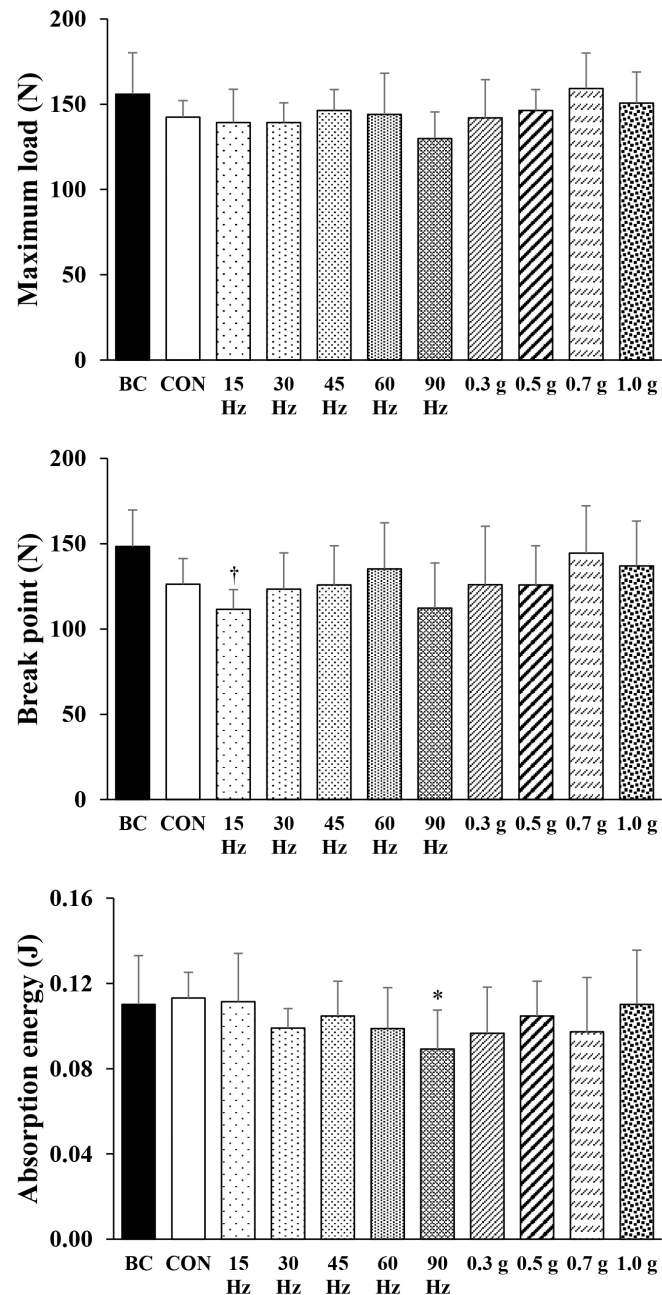 Maximum load (N)
200
150
100
50
0
BC CON 15 30 45 60 90 0.3 g 0.5 g 0.7 g 1.0 g
Hz Hz Hz Hz Hz
Break point (N)
200
150
100
50
0
†
BC CON 15 30 45 60 90 0.3 g 0.5 g 0.7 g 1.0 g
Hz Hz Hz Hz Hz
Absorption energy (J)
0.16
0.12
0.08
0.04
0.00
*
BC CON 15 30 45 60 90 0.3 g 0.5 g 0.7 g 1.0 g
Hz Hz Hz Hz Hz